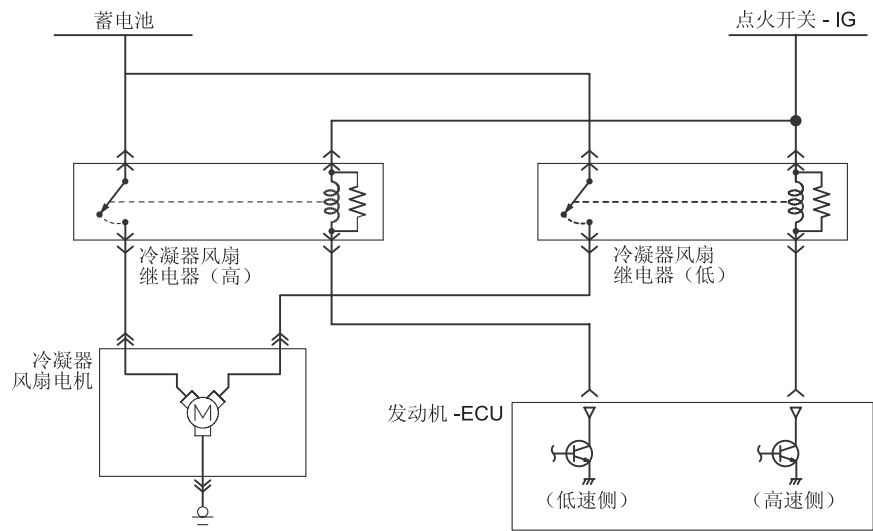 蓄电池
点火开关 - IG
冷凝器风扇
继电器（高）
冷凝器风扇
继电器（低）
冷凝器
风扇电机
M
发动机 -ECU
（低速侧）
（高速侧）